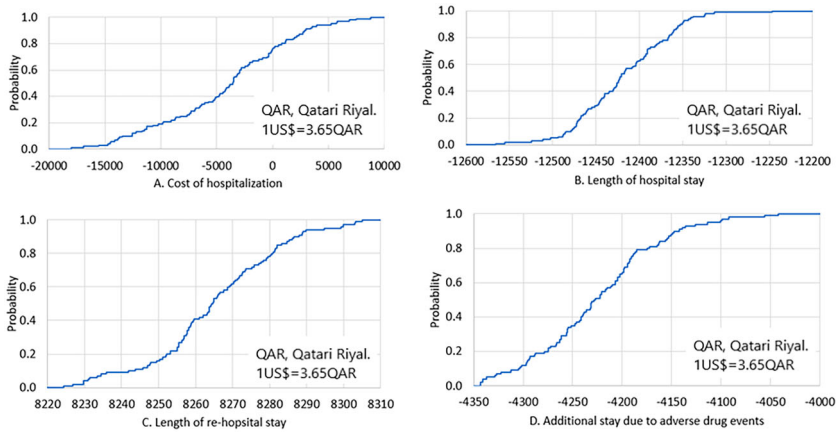 1.0
0.8
0.6
0.4
0.2
0.0
Probability
-20000 -15000 -10000 -5000 0 5000 10000
QAR, Qatari Riyal.
1US$=3.65QAR
A. Cost of hospitalization
1.0
0.8
0.6
0.4
0.2
0.0
Probability
-12600 -12550 -12500 -12450 -12400 -12350 -12300 -12250 -12200
QAR, Qatari Riyal.
1US$=3.65QAR
B. Length of hospital stay
1.0
0.8
0.6
0.4
0.2
0.0
Probability
8220 8230 8240 8250 8260 8270 8280 8290 8300 8310
QAR, Qatari Riyal.
1US$=3.65QAR
C. Length of re-hopsital stay
1.0
0.8
0.6
0.4
0.2
0.0
Probability
-4350 -4300 -4250 -4200 -4150 -4100 -4050 -4000
QAR, Qatari Riyal.
1US$=3.65QAR
D. Additional stay due to adverse drug events